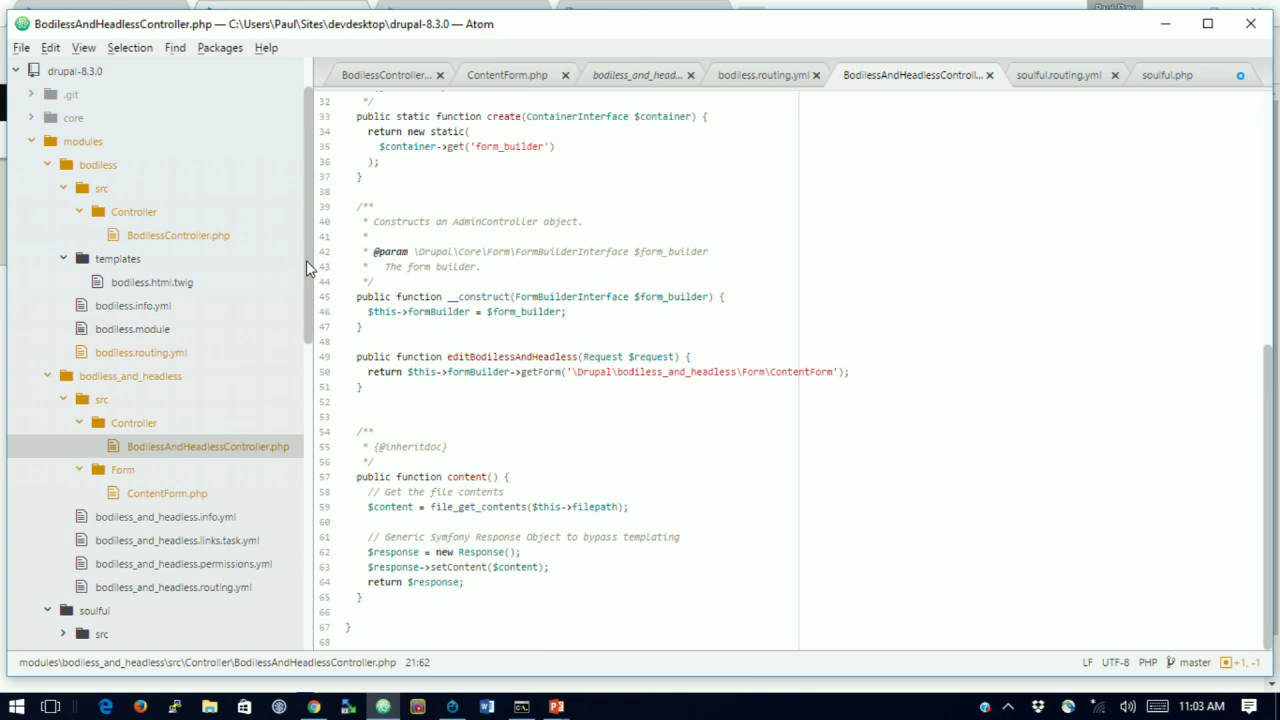 BodilessAndHeadlessController.php — C:\Users\Paul\Sites\devdesktop\drupal-8.3.0 — Atom
File Edit View Selection Find Packages Help
drupal-8.3.0
.git
core
modules
bodiless
src
Controller
BodilessController.php
templates
bodiless.html.twig
bodiless.info.yml
bodiless.module
bodiless.routing.yml
bodiless_and_headless
src
Controller
BodilessAndHeadlessController.php
Form
ContentForm.php
bodiless_and_headless.info.yml
bodiless_and_headless.links.task.yml
bodiless_and_headless.permissions.yml
bodiless_and_headless.routing.yml
soulful
src
BodilessController... ContentForm.php bodiless_and_head... bodiless.routing.yml BodilessAndHeadlessControll... soulful.routing.yml soulful.php
32 */
33 public static function create(ContainerInterface $container) {
34 return new static(
35 $container->get('form_builder')
36 );
37 }
38
39 /**
40 * Constructs an AdminController object.
41 *
42 * @param \Drupal\Core\Form\FormBuilderInterface $form_builder
43 * The form builder.
44 */
45 public function __construct(FormBuilderInterface $form_builder) {
46 $this->formBuilder = $form_builder;
47 }
48
49 public function editBodilessAndHeadless(Request $request) {
50 return $this->formBuilder->getForm('\Drupal\bodiless_and_headless\Form\ContentForm');
51 }
52
53
54 /**
55 * {@inheritdoc}
56 */
57 public function content() {
58 // Get the file contents
59 $content = file_get_contents($this->filepath);
60
61 // Generic Symfony Response Object to bypass templating
62 $response = new Response();
63 $response->setContent($content);
64 return $response;
65 }
66
67 }
68
modules\bodiless_and_headless\src\Controller\BodilessAndHeadlessController.php 21:62
LF UTF-8 PHP master +1, -1
11:03 AM